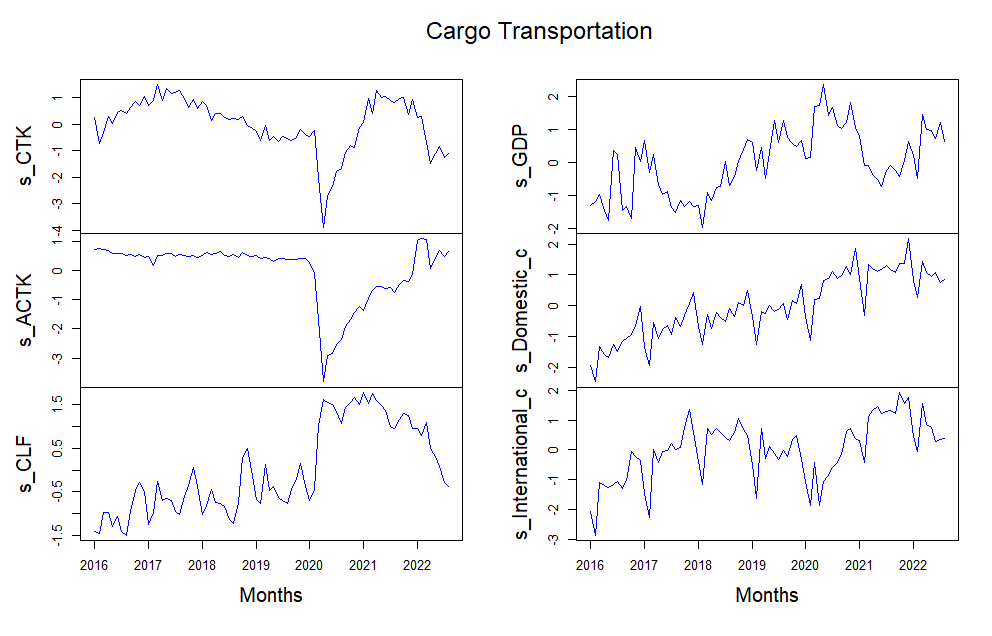 Cargo Transportation
s_CTK
1
0
-1
-2
-3
-4
s_ACTK
1
0
-1
-2
-3
s_CLF
1.5
0.5
-0.5
-1.5
2016 2017 2018 2019 2020 2021 2022
Months
s_GDP
2
1
0
-1
-2
s_Domestic_c
2
1
0
-1
-2
s_International_c
2
1
0
-1
-2
-3
2016 2017 2018 2019 2020 2021 2022
Months